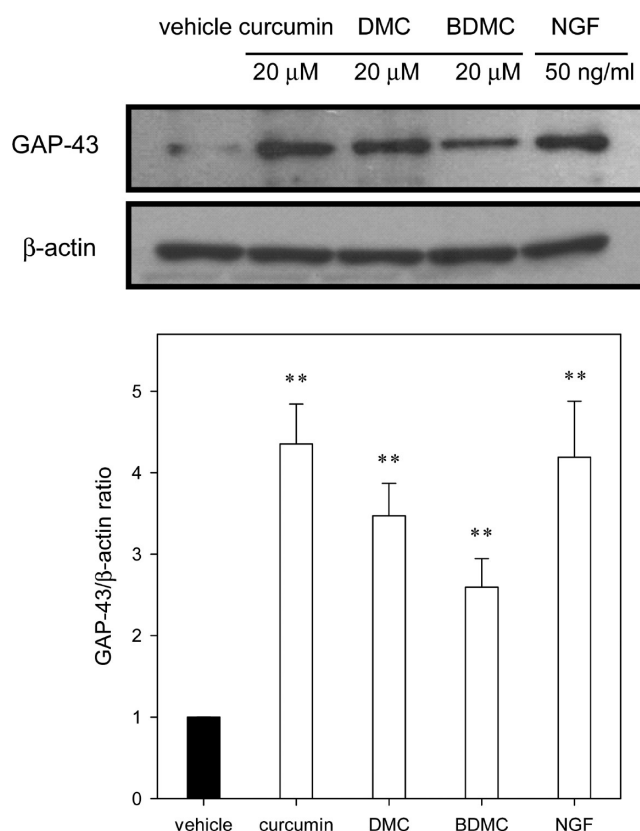 vehicle curcumin DMC BDMC NGF
20 μM 20 μM 20 μM 50 ng/ml
GAP-43
β-actin
** 
**
**
**
5
4
3
2
1
0
GAP-43/β-actin ratio
vehicle curcumin DMC BDMC NGF